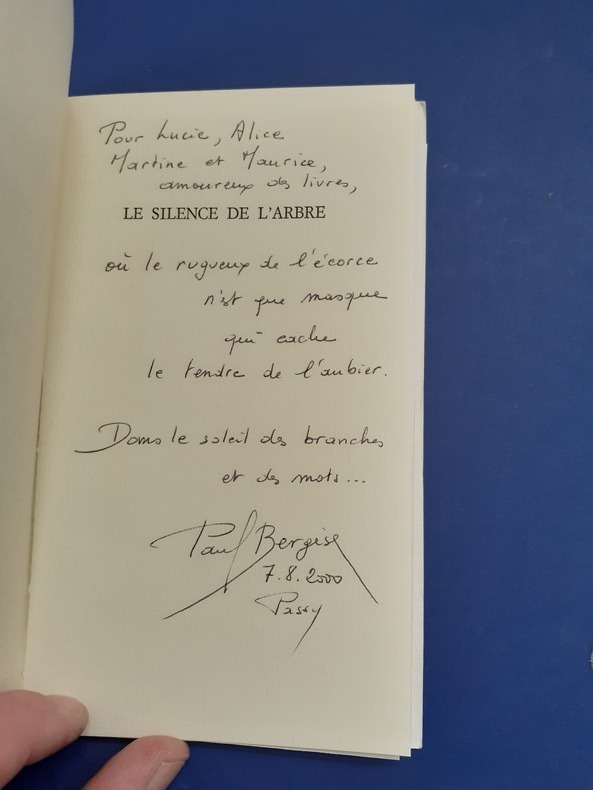 Pour Lucie, Alice
Martine et Maurice,
amoureux des livres,
LE SILENCE DE L'ARBRE
où le rugueux de l'écorce
n'est que masque
qui cache
le tendre de l'aubier.
Dans le soleil des branches
et des mots...
Paul Bergèse
7.8.2000
Passy